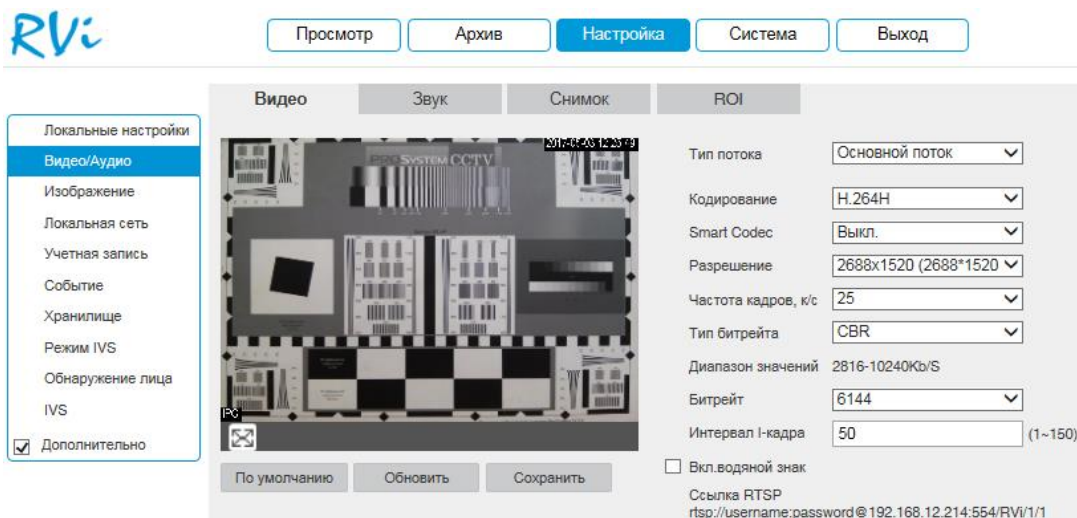 RVi
Просмотр Архив Настройка Система Выход
Видео Звук Снимок ROI
Локальные настройки
Видео/Аудио
Изображение
Локальная сеть
Учетная запись
Событие
Хранилище
Режим IVS
Обнаружение лица
IVS
Дополнительно
PRO SYSTEM CCTV
IPC
По умолчанию Обновить Сохранить
Тип потока Основной поток
Кодирование H.264H
Smart Codec Выкл.
Разрешение 2688x1520 (2688*1520
Частота кадров, к/с 25
Тип битрейта CBR
Диапазон значений 2816-10240Kb/S
Битрейт 6144
Интервал I-кадра 50 (1~150)
Вкл.водяной знак
Ссылка RTSP
rtsp://username:password@192.168.12.214:554/RVi/1/1